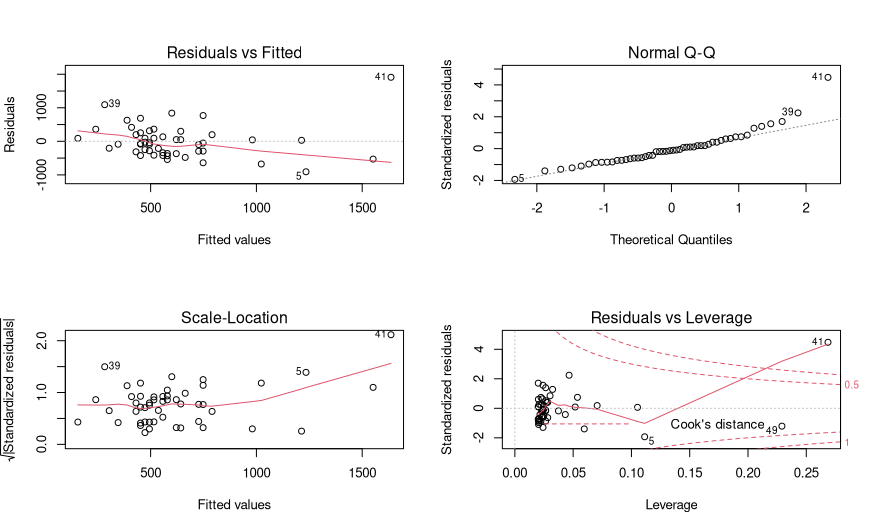 Residuals vs Fitted
Residuals
-1000 0 1000
41
39
5
500 1000 1500
Fitted values
Normal Q-Q
Standardized residuals
-2 0 2 4
41
39
5
-2 -1 0 1 2
Theoretical Quantiles
Scale-Location
√|Standardized residuals|
0.0 1.0 2.0
41
39
5
500 1000 1500
Fitted values
Residuals vs Leverage
Standardized residuals
-2 0 2 4
41
0.5
Cook's distance
49
5
1
0.00 0.05 0.10 0.15 0.20 0.25
Leverage